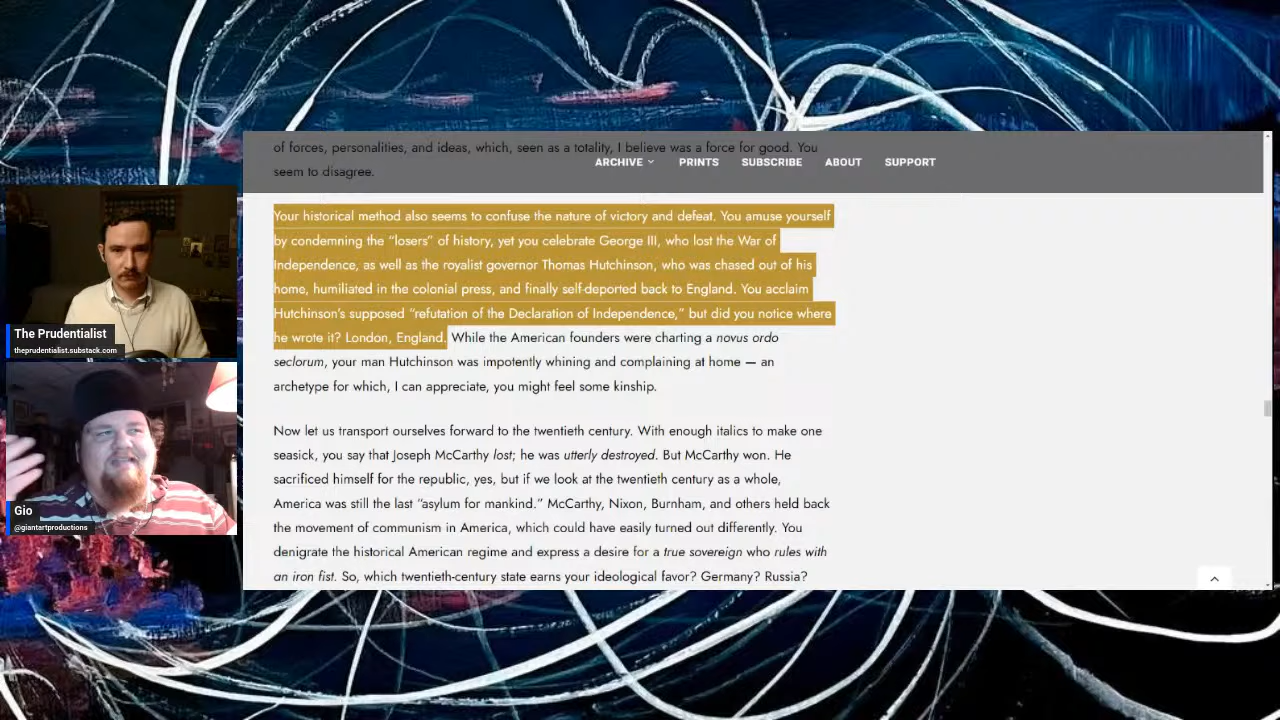 of forces, personalities, and ideas, which, seen as a totality, I believe was a force for good. You
seem to disagree.
ARCHIVE PRINTS SUBSCRIBE ABOUT SUPPORT
Your historical method also seems to confuse the nature of victory and defeat. You amuse yourself
by condemning the “losers” of history, yet you celebrate George III, who lost the War of
Independence, as well as the royalist governor Thomas Hutchinson, who was chased out of his
home, humiliated in the colonial press, and finally self-deported back to England. You acclaim
Hutchinson’s supposed “refutation of the Declaration of Independence,” but did you notice where
he wrote it? London, England. While the American founders were charting a novus ordo
seclorum, your man Hutchinson was impotently whining and complaining at home — an
archetype for which, I can appreciate, you might feel some kinship.
Now let us transport ourselves forward to the twentieth century. With enough italics to make one
seasick, you say that Joseph McCarthy lost; he was utterly destroyed. But McCarthy won. He
sacrificed himself for the republic, yes, but if we look at the twentieth century as a whole,
America was still the last “asylum for mankind.” McCarthy, Nixon, Burnham, and others held back
the movement of communism in America, which could have easily turned out differently. You
denigrate the historical American regime and express a desire for a true sovereign who rules with
an iron fist. So, which twentieth-century state earns your ideological favor? Germany? Russia?
The Prudentialist
theprudentialist.substack.com
Gio
@giantartproductions